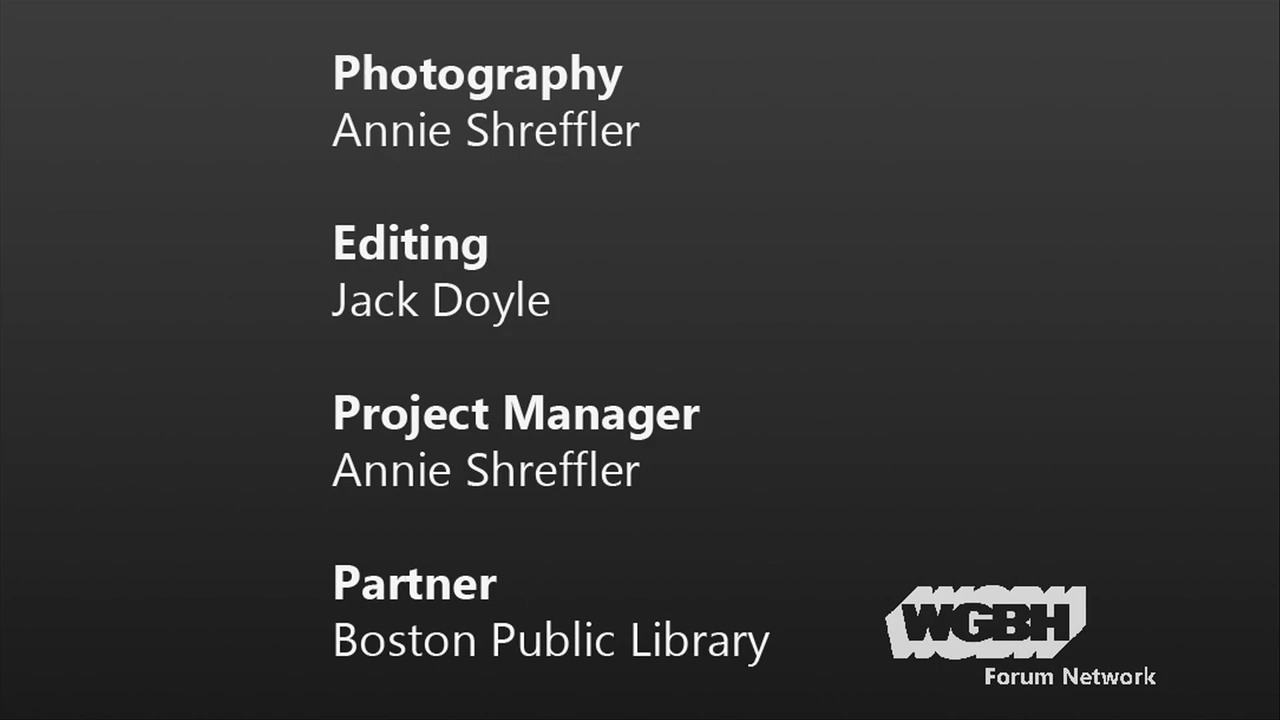 Photography
Annie Shreffler
Editing
Jack Doyle
Project Manager
Annie Shreffler
Partner
Boston Public Library
WGBH
Forum Network